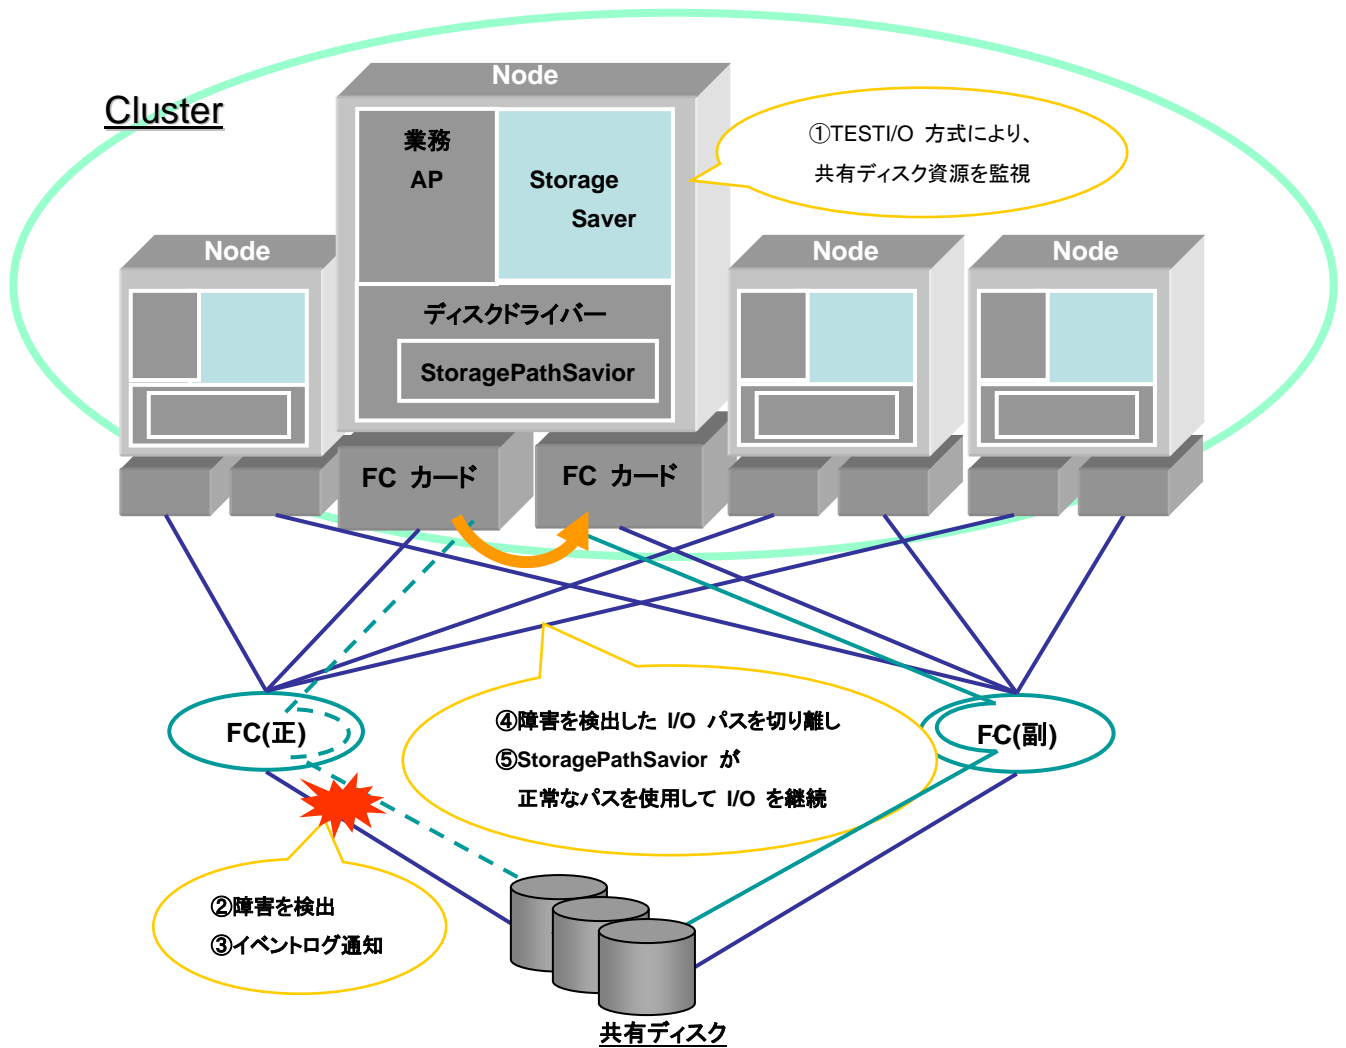 Cluster
Node
業務
AP
Storage
Saver
ディスクドライバー
StoragePathSavior
①TESTI/O 方式により、
共有ディスク資源を監視
Node
Node
Node
FC カード
FC カード
FC(正)
④障害を検出した I/O パスを切り離し
⑤StoragePathSavior が
正常なパスを使用して I/O を継続
FC(副)
②障害を検出
③イベントログ通知
共有ディスク